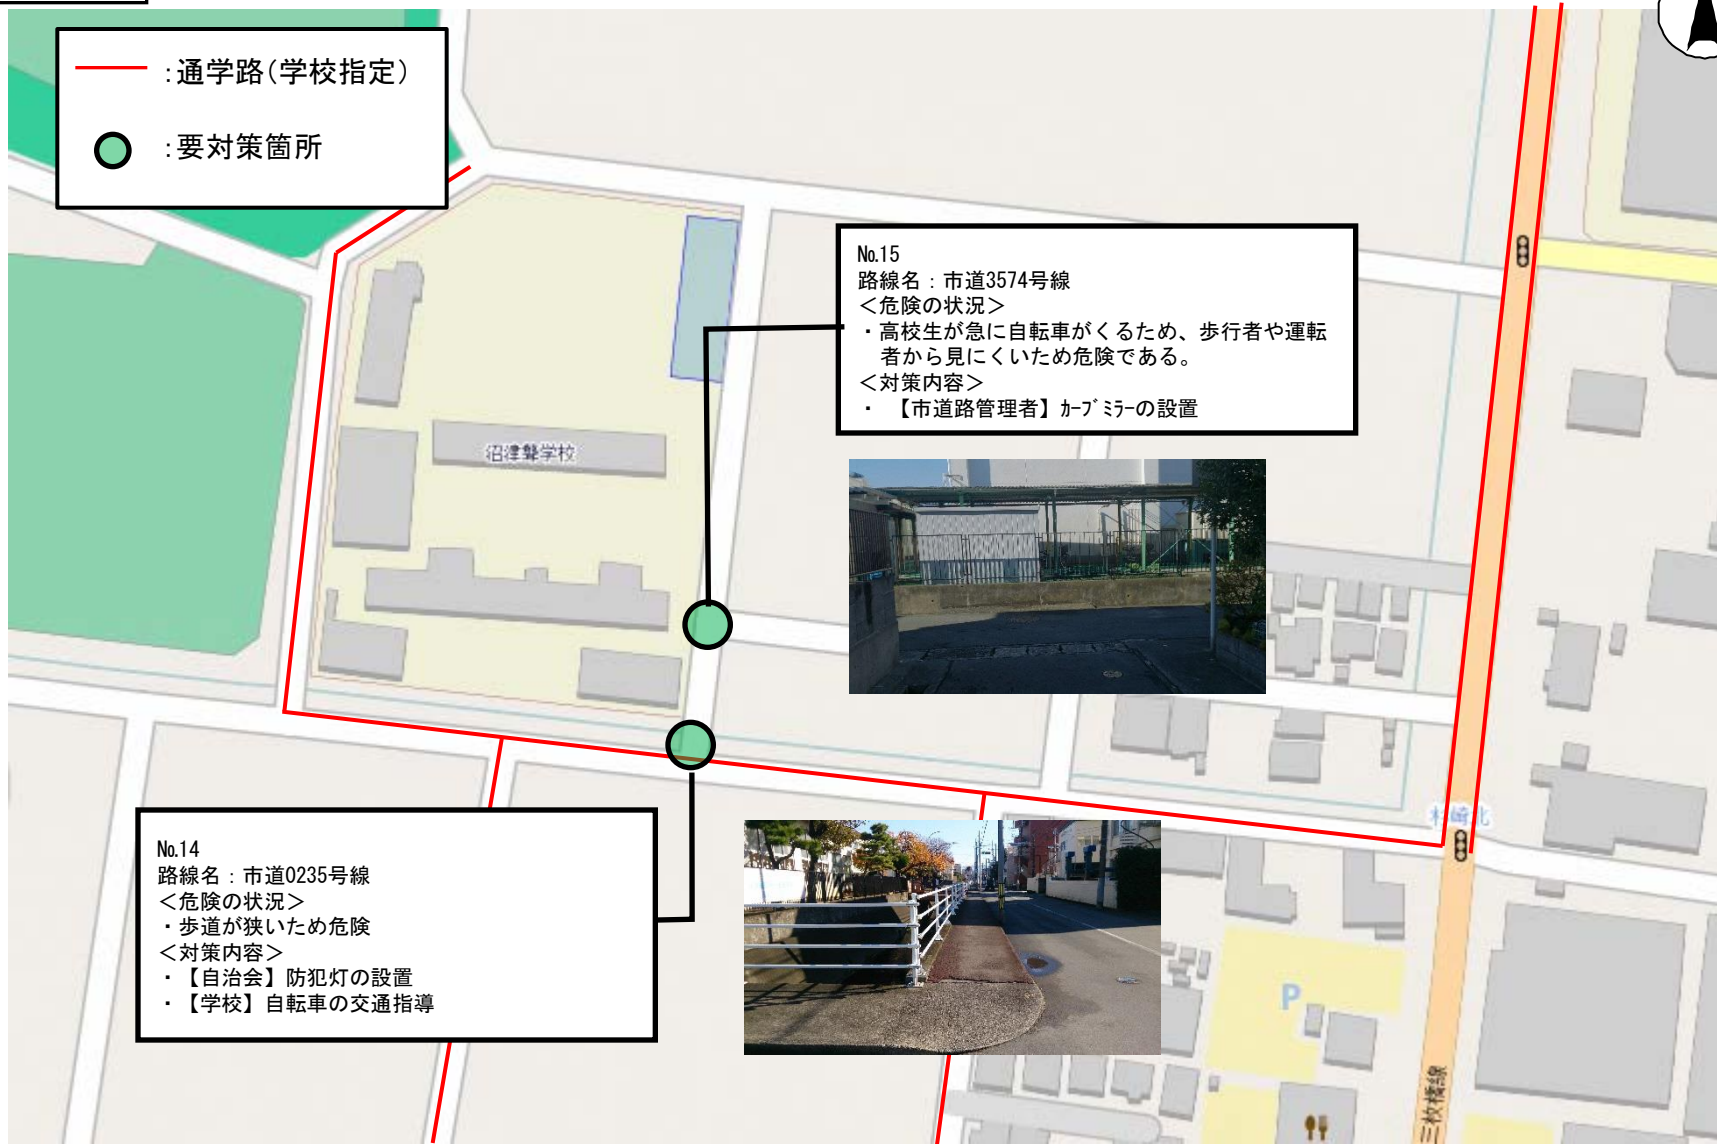 :通学路(学校指定)
:要対策箇所
No.15
路線名：市道3574号線
＜危険の状況＞
・高校生が急に自転車がくるため、歩行者や運転
者から見にくいため危険である。
＜対策内容＞
・ 【市道路管理者】ｶｰﾌﾞﾐﾗｰの設置
沼津聾学校
No.14
路線名：市道0235号線
＜危険の状況＞
・歩道が狭いため危険
＜対策内容＞
・【自治会】防犯灯の設置
・【学校】自転車の交通指導
P
三枚橋線